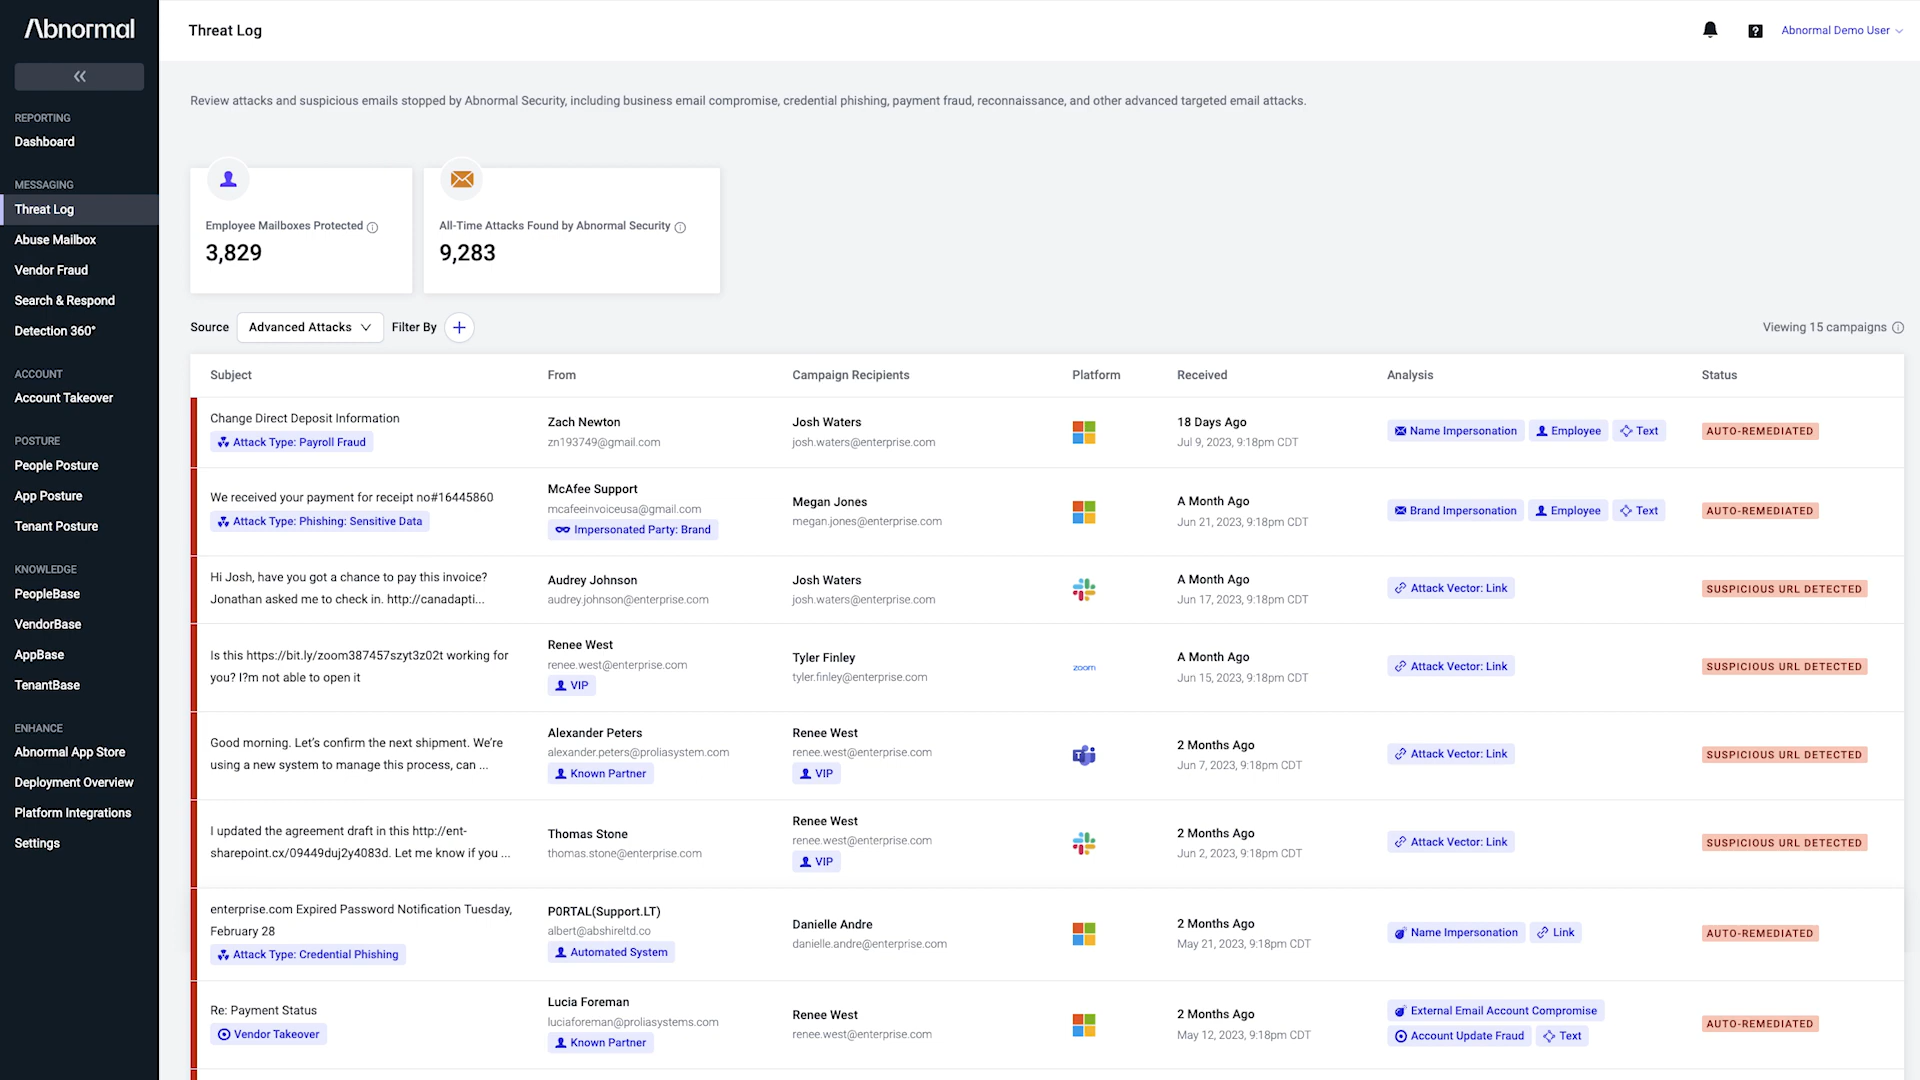 Abnormal
REPORTING
Dashboard
MESSAGING
Threat Log
Abuse Mailbox
Vendor Fraud
Search & Respond
Detection 360°
ACCOUNT
Account Takeover
POSTURE
People Posture
App Posture
Tenant Posture
KNOWLEDGE
PeopleBase
VendorBase
AppBase
TenantBase
ENHANCE
Abnormal App Store
Deployment Overview
Platform Integrations
Settings
Threat Log
Abnormal Demo User
Review attacks and suspicious emails stopped by Abnormal Security, including business email compromise, credential phishing, payment fraud, reconnaissance, and other advanced targeted email attacks.
Employee Mailboxes Protected
3,829
All-Time Attacks Found by Abnormal Security
9,283
Source Advanced Attacks Filter By +
Viewing 15 campaigns
Subject From Campaign Recipients Platform Received Analysis Status
Change Direct Deposit Information
Attack Type: Payroll Fraud
Zach Newton
zn193749@gmail.com
Josh Waters
josh.waters@enterprise.com
18 Days Ago
Jul 9, 2023, 9:18pm CDT
Name Impersonation Employee Text
AUTO-REMEDIATED
We received your payment for receipt no#16445860
Attack Type: Phishing: Sensitive Data
McAfee Support
mcafeeinvoiceusa@gmail.com
Impersonated Party: Brand
Megan Jones
megan.jones@enterprise.com
A Month Ago
Jun 21, 2023, 9:18pm CDT
Brand Impersonation Employee Text
AUTO-REMEDIATED
Hi Josh, have you got a chance to pay this invoice?
Jonathan asked me to check in. http://canadapti...
Audrey Johnson
audrey.johnson@enterprise.com
Josh Waters
josh.waters@enterprise.com
A Month Ago
Jun 17, 2023, 9:18pm CDT
Attack Vector: Link
SUSPICIOUS URL DETECTED
Is this https://bit.ly/zoom387457szyt3z02t working for
you? I?m not able to open it
Renee West
renee.west@enterprise.com
VIP
Tyler Finley
tyler.finley@enterprise.com
zoom
A Month Ago
Jun 15, 2023, 9:18pm CDT
Attack Vector: Link
SUSPICIOUS URL DETECTED
Good morning. Let’s confirm the next shipment. We’re
using a new system to manage this process, can ...
Alexander Peters
alexander.peters@proliasystem.com
Known Partner
Renee West
renee.west@enterprise.com
VIP
2 Months Ago
Jun 7, 2023, 9:18pm CDT
Attack Vector: Link
SUSPICIOUS URL DETECTED
I updated the agreement draft in this http://ent-
sharepoint.cx/09449duj2y4083d. Let me know if you ...
Thomas Stone
thomas.stone@enterprise.com
Renee West
renee.west@enterprise.com
VIP
2 Months Ago
Jun 2, 2023, 9:18pm CDT
Attack Vector: Link
SUSPICIOUS URL DETECTED
enterprise.com Expired Password Notification Tuesday,
February 28
Attack Type: Credential Phishing
P0RTAL(Support.LT)
albert@abshireltd.co
Automated System
Danielle Andre
danielle.andre@enterprise.com
2 Months Ago
May 21, 2023, 9:18pm CDT
Name Impersonation Link
AUTO-REMEDIATED
Re: Payment Status
Vendor Takeover
Lucia Foreman
luciaforeman@proliasystems.com
Known Partner
Renee West
renee.west@enterprise.com
2 Months Ago
May 12, 2023, 9:18pm CDT
External Email Account Compromise
Account Update Fraud Text
AUTO-REMEDIATED